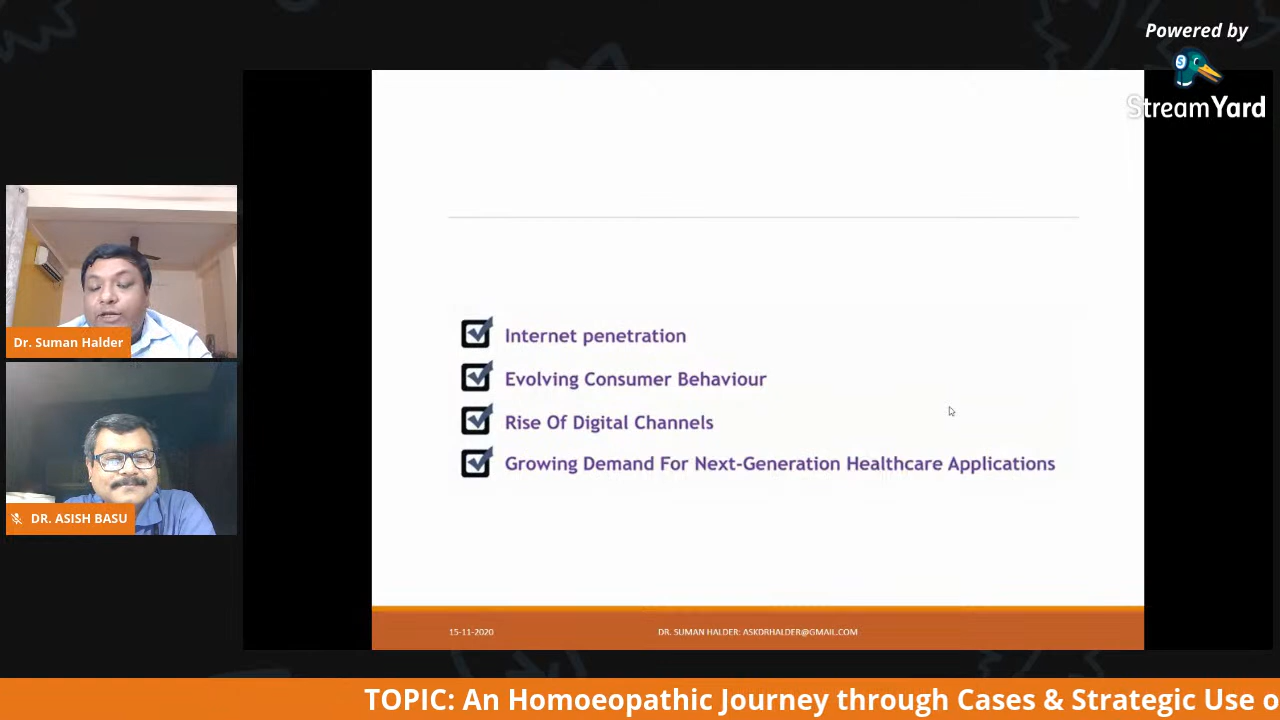 Powered by
StreamYard
Internet penetration
Evolving Consumer Behaviour
Rise Of Digital Channels
Growing Demand For Next-Generation Healthcare Applications
Dr. Suman Halder
DR. ASISH BASU
15-11-2020
DR. SUMAN HALDER: ASKDRHALDER@GMAIL.COM
TOPIC: An Homoeopathic Journey through Cases & Strategic Use o